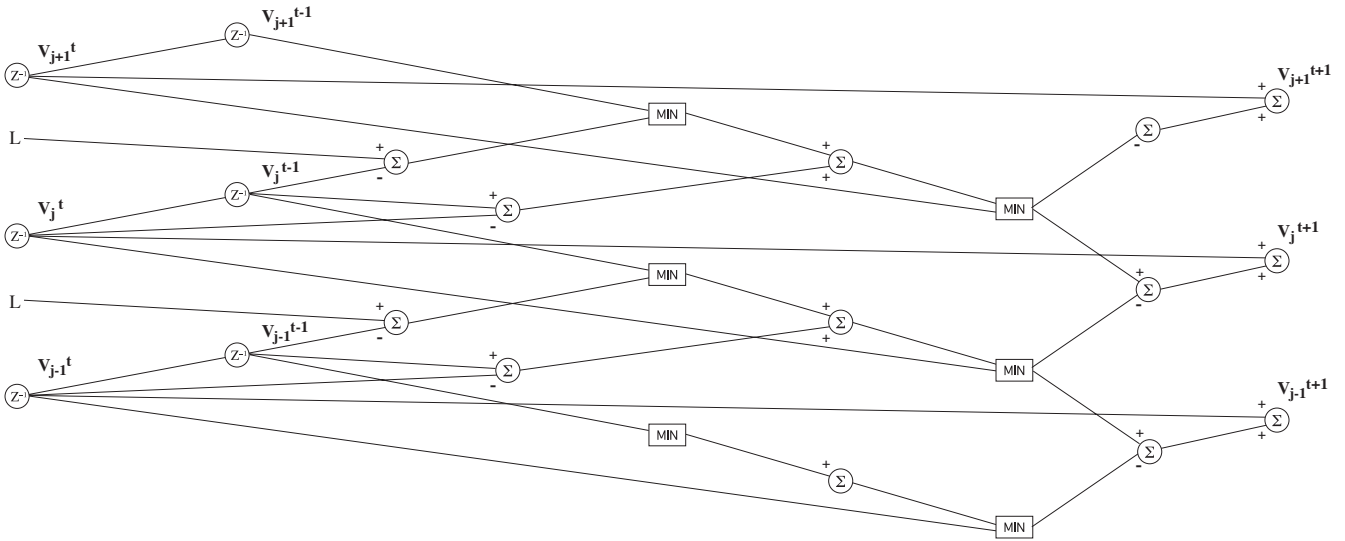 V_{j+1}^{t-1}
Z⁻¹
V_{j+1}^{t}
Z⁻¹
V_{j+1}^{t+1}
+
Σ
+
MIN
Σ
-
L
+
Σ
-
+
Σ
+
V_j^{t-1}
Z⁻¹
+
Σ
-
MIN
V_j^{t}
Z⁻¹
V_j^{t+1}
+
Σ
+
MIN
+
Σ
-
L
+
Σ
-
+
Σ
+
V_{j-1}^{t-1}
Z⁻¹
+
Σ
-
MIN
V_{j-1}^{t}
Z⁻¹
V_{j-1}^{t+1}
+
Σ
+
MIN
+
Σ
-
+
Σ
MIN